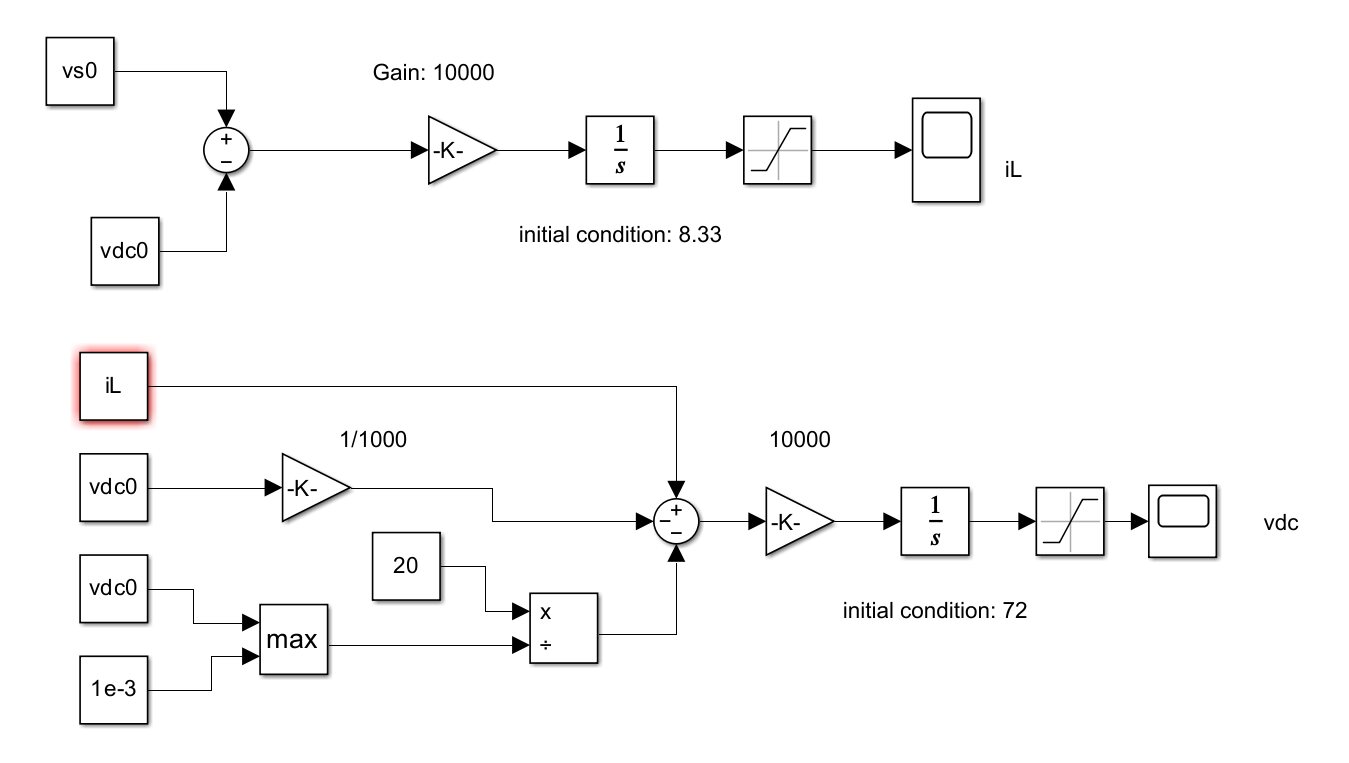 vs0
Gain: 10000
+
−
-K-
1
s
iL
vdc0
initial condition: 8.33
iL
1/1000
10000
vdc0
-K-
+
−
−
-K-
1
s
vdc
vdc0
20
x
÷
initial condition: 72
max
1e-3